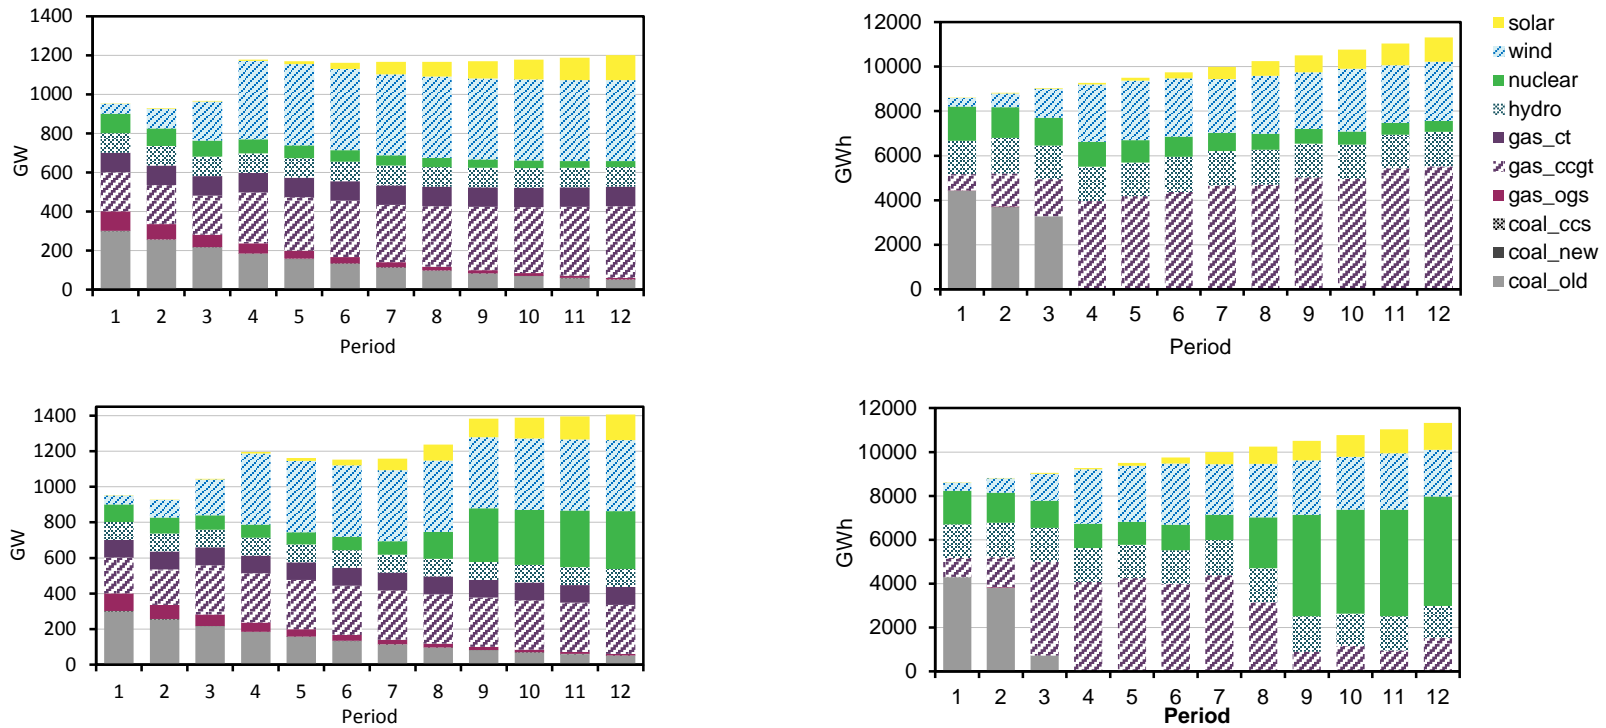 1400
1200
1000
800
600
400
200
0
GW
1 2 3 4 5 6 7 8 9 10 11 12
Period
12000
10000
8000
6000
4000
2000
0
GWh
1 2 3 4 5 6 7 8 9 10 11 12
Period
solar
wind
nuclear
hydro
gas_ct
gas_ccgt
gas_ogs
coal_ccs
coal_new
coal_old
1400
1200
1000
800
600
400
200
0
GW
1 2 3 4 5 6 7 8 9 10 11 12
Period
12000
10000
8000
6000
4000
2000
0
GWh
1 2 3 4 5 6 7 8 9 10 11 12
Period